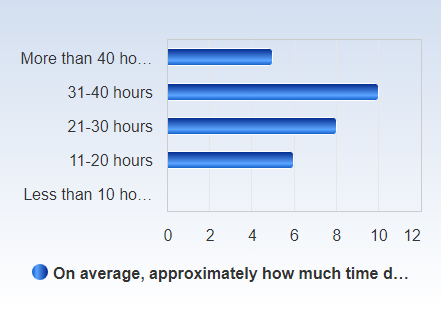 More than 40 ho…
31-40 hours
21-30 hours
11-20 hours
Less than 10 ho…
0 2 4 6 8 10 12
On average, approximately how much time d…